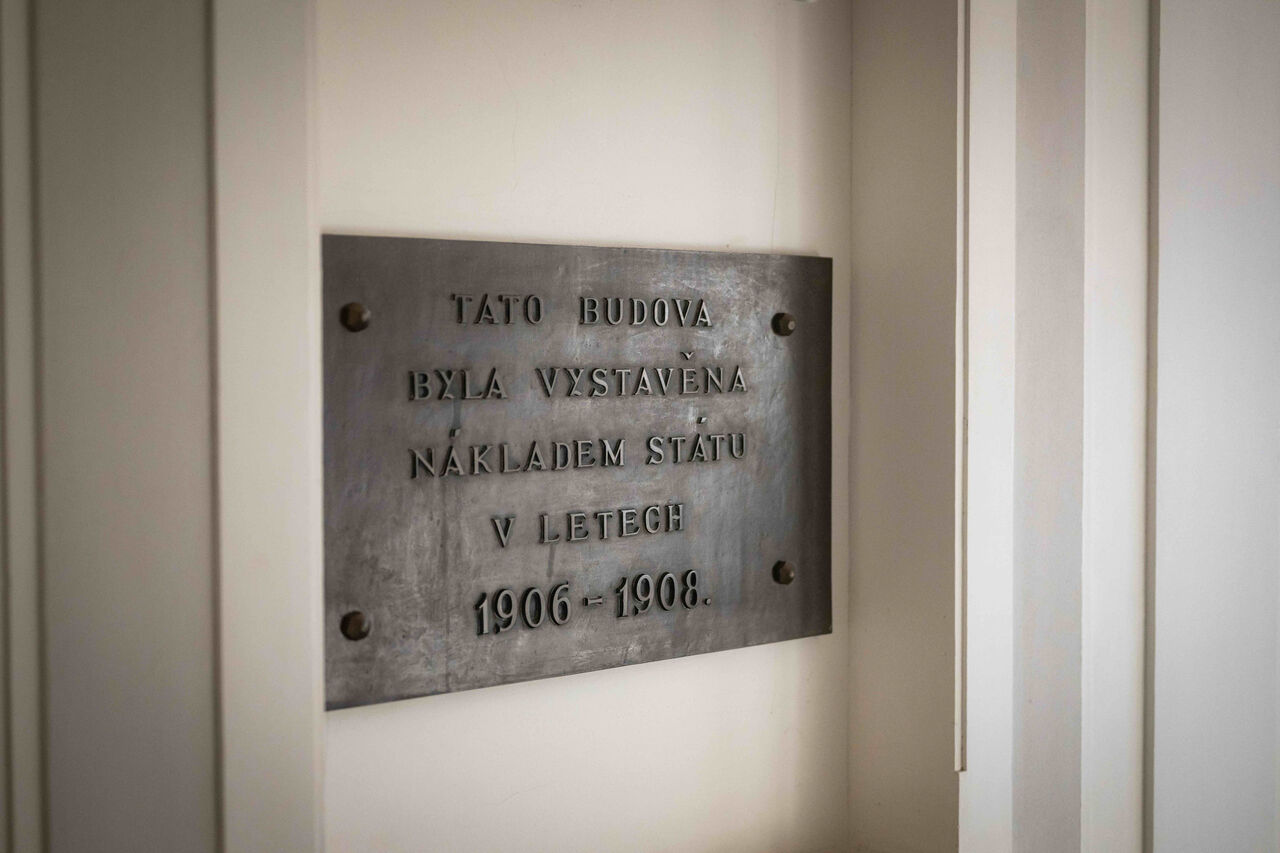 TATO BUDOVA
BYLA VYSTAVĚNA
NÁKLADEM STÁTU
V LETECH
1906 - 1908.